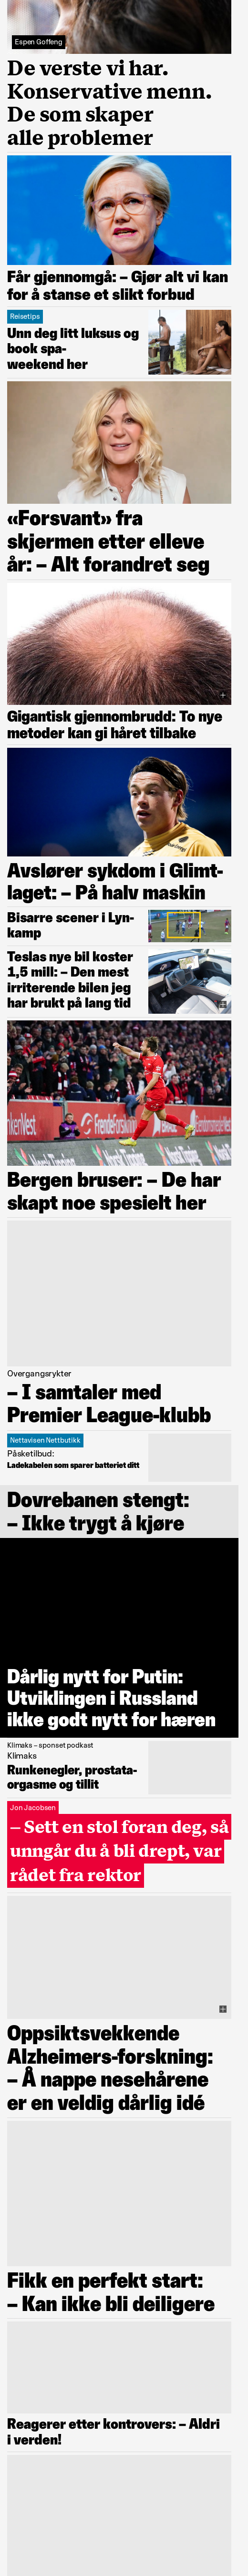 Espen Goffeng
De verste vi har.
Konservative menn.
De som skaper
alle problemer
Får gjennomgå: – Gjør alt vi kan
for å stanse et slikt forbud
Reisetips
Unn deg litt luksus og
book spa-
weekend her
«Forsvant» fra
skjermen etter elleve
år: – Alt forandret seg
Gigantisk gjennombrudd: To nye
metoder kan gi håret tilbake
Avslører sykdom i Glimt-
laget: – På halv maskin
Bisarre scener i Lyn-
kamp
Teslas nye bil koster
1,5 mill: – Den mest
irriterende bilen jeg
har brukt på lang tid
Bergen bruser: – De har
skapt noe spesielt her
Overgangsrykter
– I samtaler med
Premier League-klubb
Nettavisen Nettbutikk
Påsketilbud:
Ladekabelen som sparer batteriet ditt
Dovrebanen stengt:
– Ikke trygt å kjøre
Dårlig nytt for Putin:
Utviklingen i Russland
ikke godt nytt for hæren
Klimaks – sponset podkast
Klimaks
Runkenegler, prostata-
orgasme og tillit
Jon Jacobsen
– Sett en stol foran deg, så
unngår du å bli drept, var
rådet fra rektor
Oppsiktsvekkende
Alzheimers-forskning:
– Å nappe nesehårene
er en veldig dårlig idé
Fikk en perfekt start:
– Kan ikke bli deiligere
Reagerer etter kontrovers: – Aldri
i verden!